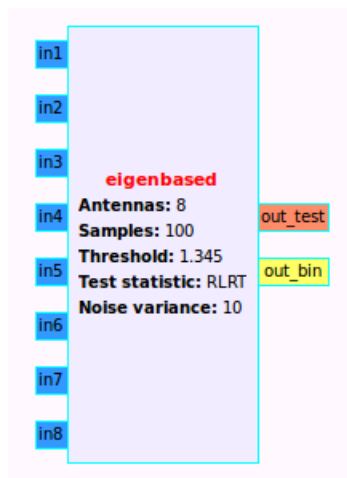 in1
in2
in3
in4
in5
in6
in7
in8
eigenbased
Antennas: 8
Samples: 100
Threshold: 1.345
Test statistic: RLRT
Noise variance: 10
out_test
out_bin